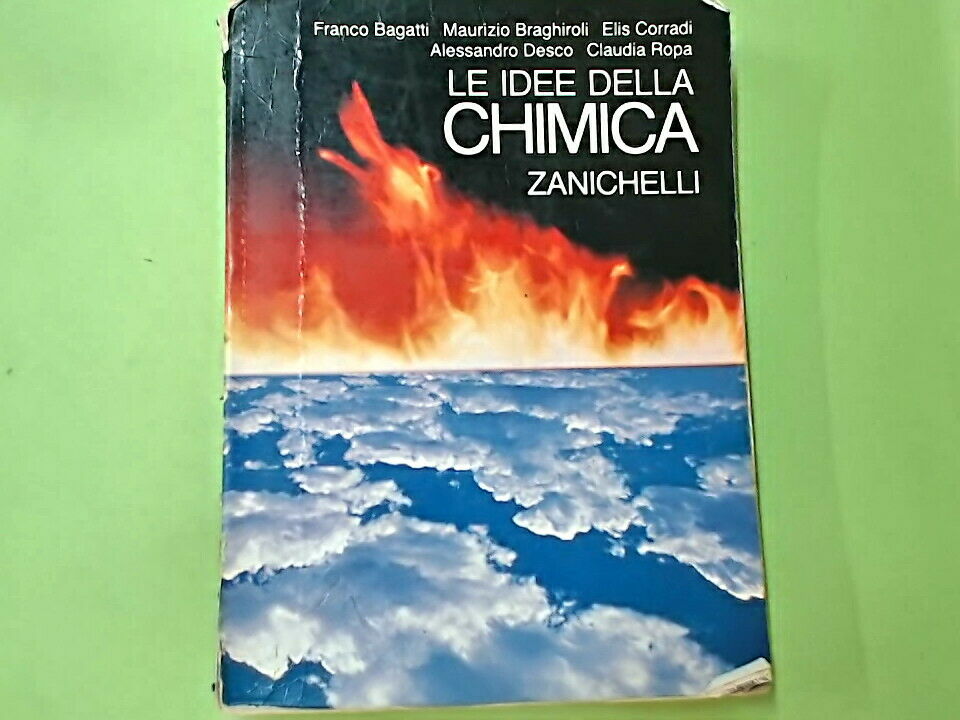 Franco Bagatti Maurizio Braghiroli Elis Corradi
Alessandro Desco Claudia Ropa
LE IDEE DELLA
CHIMICA
ZANICHELLI